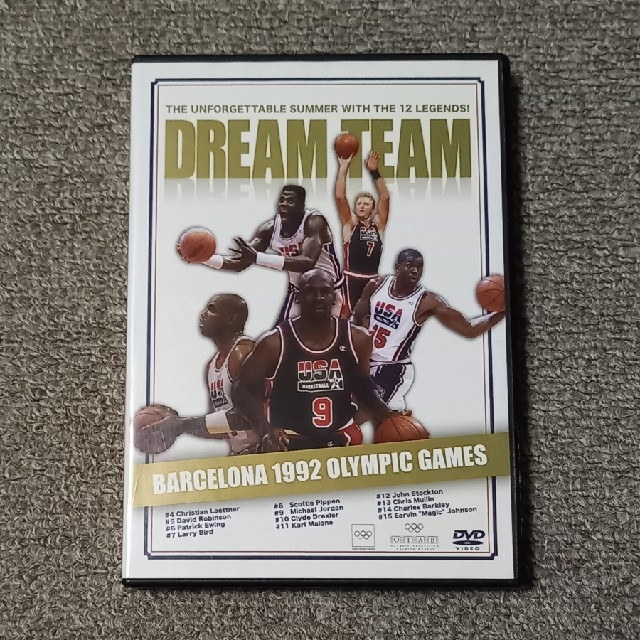 THE UNFORGETTABLE SUMMER WITH THE 12 LEGENDS!
DREAM TEAM
7
USA
USA
15
USA
BASKETBALL
9
BARCELONA 1992 OLYMPIC GAMES
#4 Christian Laettner
#5 David Robinson
#6 Patrick Ewing
#7 Larry Bird
#8 Scottie Pippen
#9 Michael Jordan
#10 Clyde Drexler
#11 Karl Malone
#12 John Stockton
#13 Chris Mullin
#14 Charles Barkley
#15 Earvin "Magic" Johnson
DVD
VIDEO